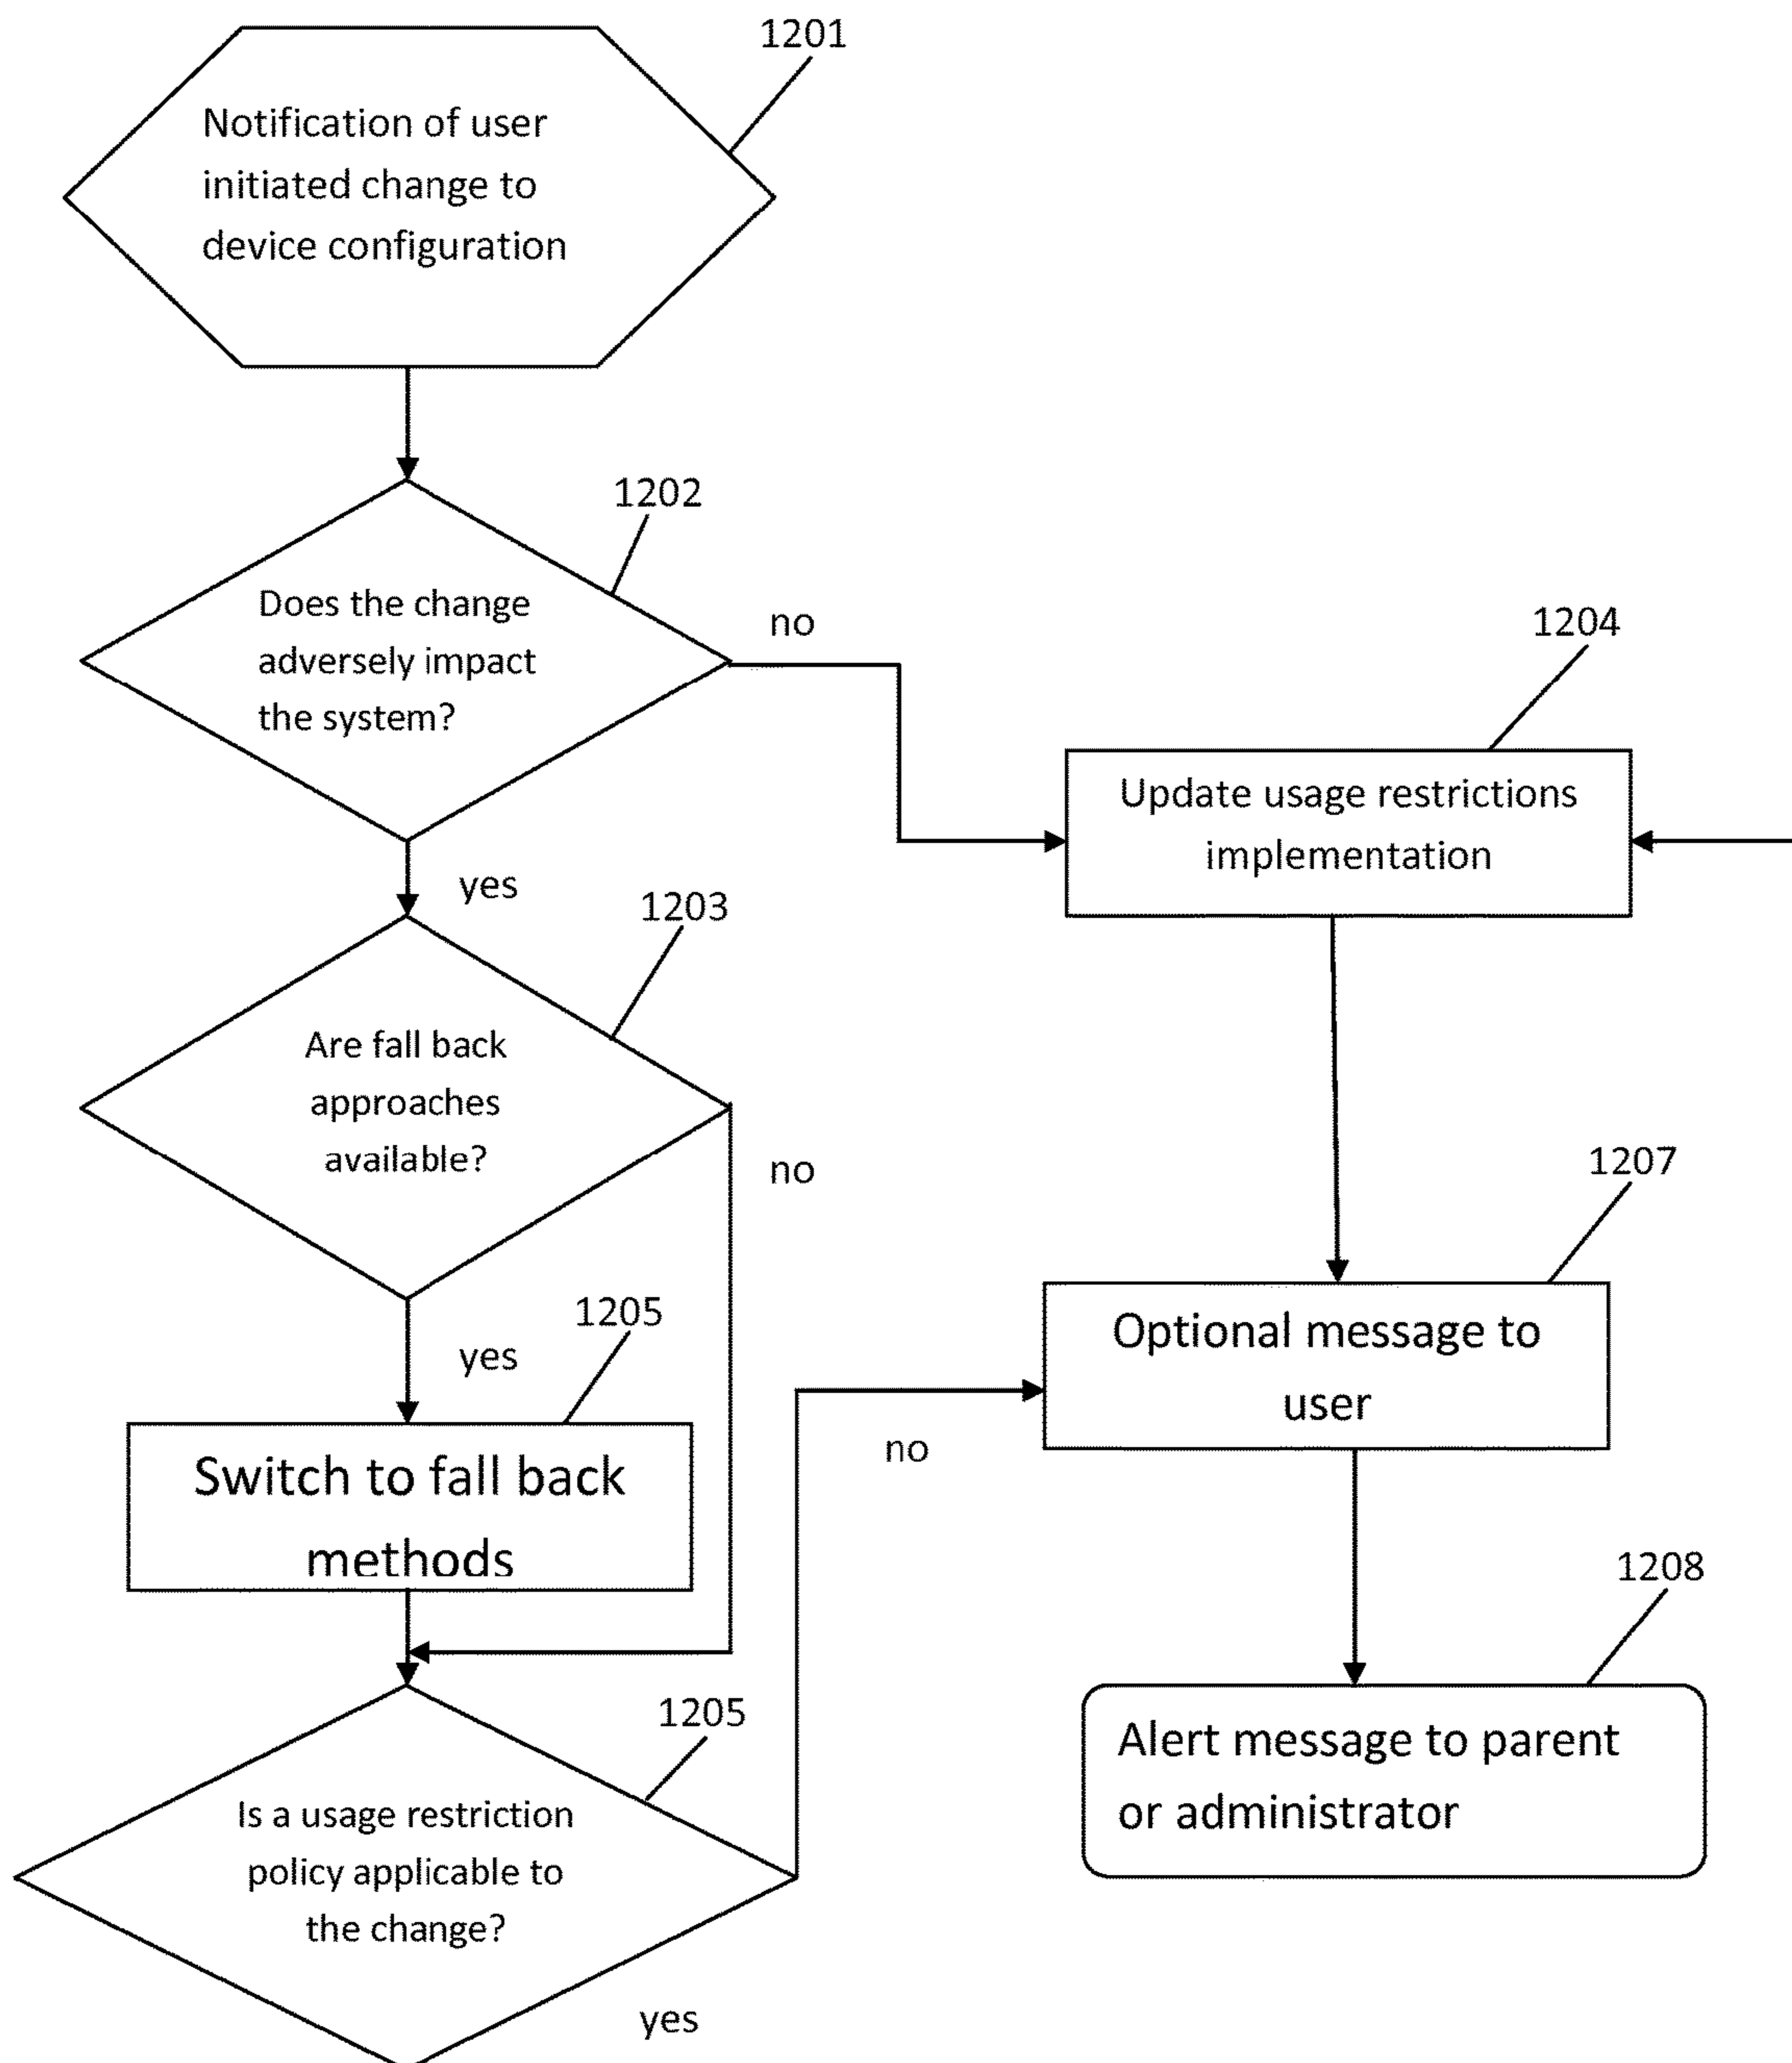 1201
Notification of user
initiated change to
device configuration
1202
Does the change
adversely impact
the system?
no
1204
Update usage restrictions
implementation
yes
1203
Are fall back
approaches
available?
no
1207
Optional message to
user
1205
yes
Switch to fall back
methods
no
1208
Alert message to parent
or administrator
1205
Is a usage restriction
policy applicable to
the change?
yes